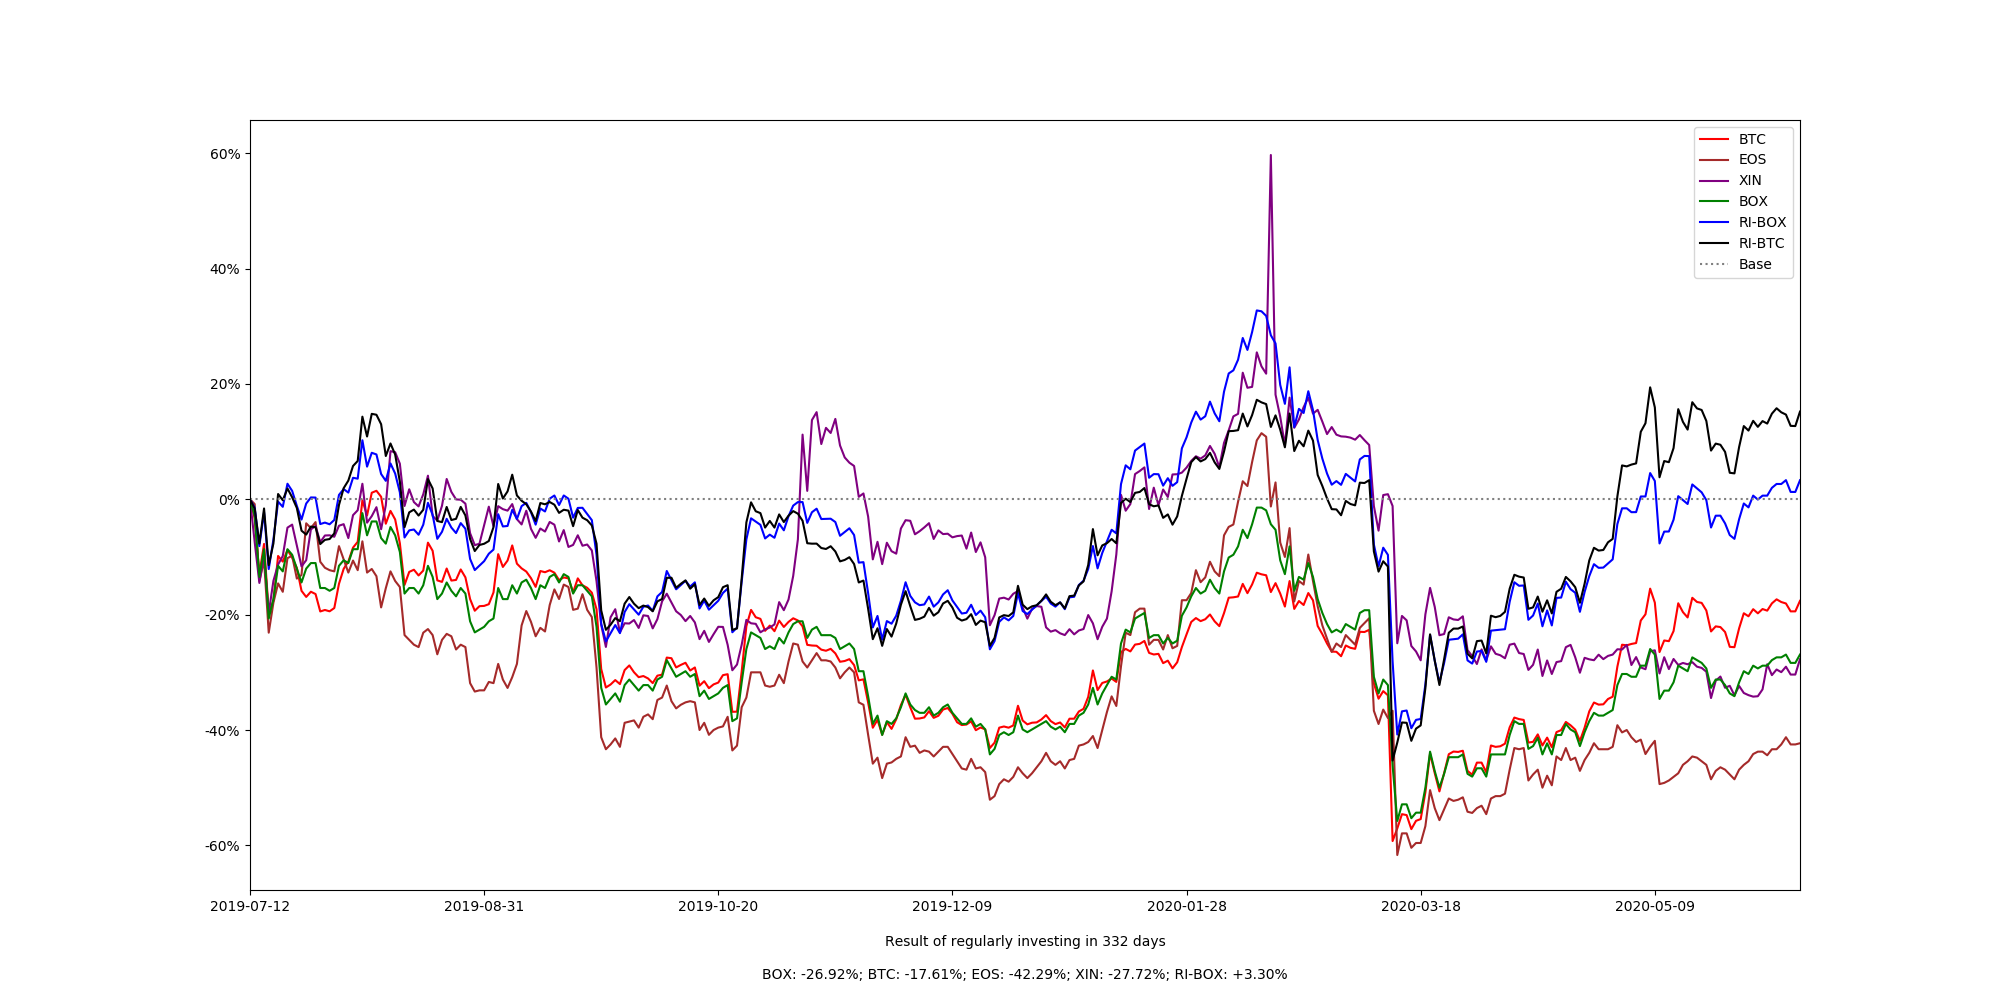 60%
40%
20%
0%
-20%
-40%
-60%
BTC
EOS
XIN
BOX
RI-BOX
RI-BTC
Base
2019-07-12 2019-08-31 2019-10-20 2019-12-09 2020-01-28 2020-03-18 2020-05-09
Result of regularly investing in 332 days
BOX: -26.92%; BTC: -17.61%; EOS: -42.29%; XIN: -27.72%; RI-BOX: +3.30%